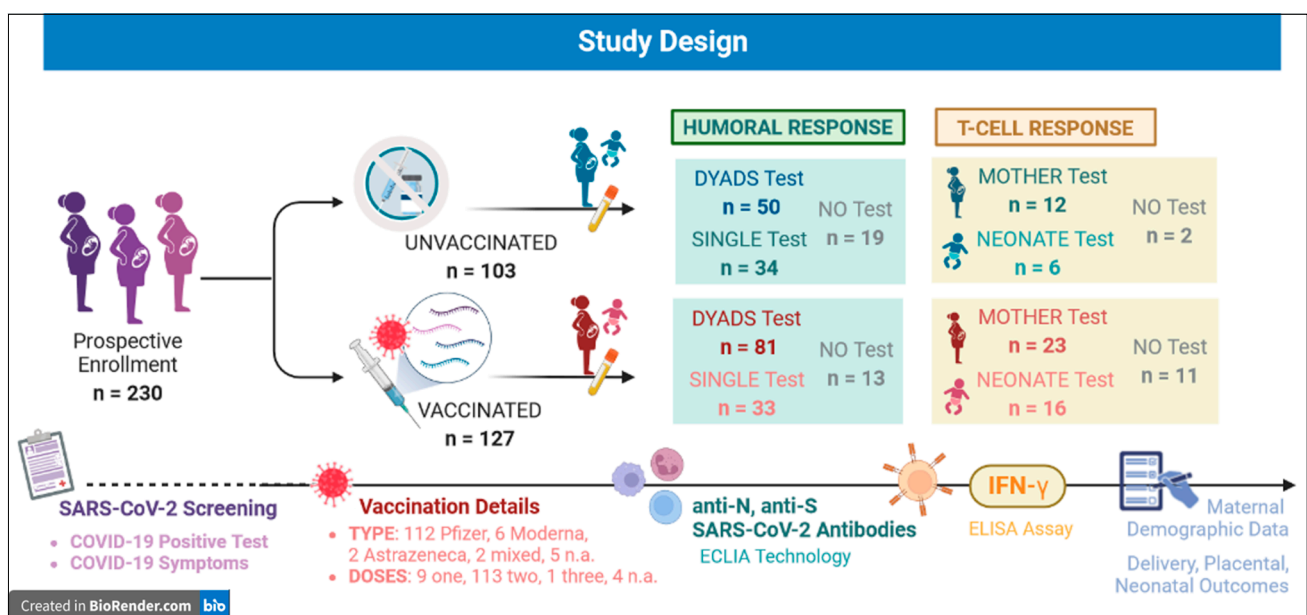 Study Design
HUMORAL RESPONSE
T-CELL RESPONSE
Prospective
Enrollment
n = 230
UNVACCINATED
n = 103
DYADS Test
n = 50
SINGLE Test
n = 34
NO Test
n = 19
MOTHER Test
n = 12
NEONATE Test
n = 6
NO Test
n = 2
VACCINATED
n = 127
DYADS Test
n = 81
SINGLE Test
n = 33
NO Test
n = 13
MOTHER Test
n = 23
NEONATE Test
n = 16
NO Test
n = 11
SARS-CoV-2 Screening
• COVID-19 Positive Test
• COVID-19 Symptoms
Vaccination Details
• TYPE: 112 Pfizer, 6 Moderna,
2 Astrazeneca, 2 mixed, 5 n.a.
• DOSES: 9 one, 113 two, 1 three, 4 n.a.
anti-N, anti-S
SARS-CoV-2 Antibodies
ECLIA Technology
IFN-γ
ELISA Assay
Maternal
Demographic Data
Delivery, Placental,
Neonatal Outcomes
Created in BioRender.com bio